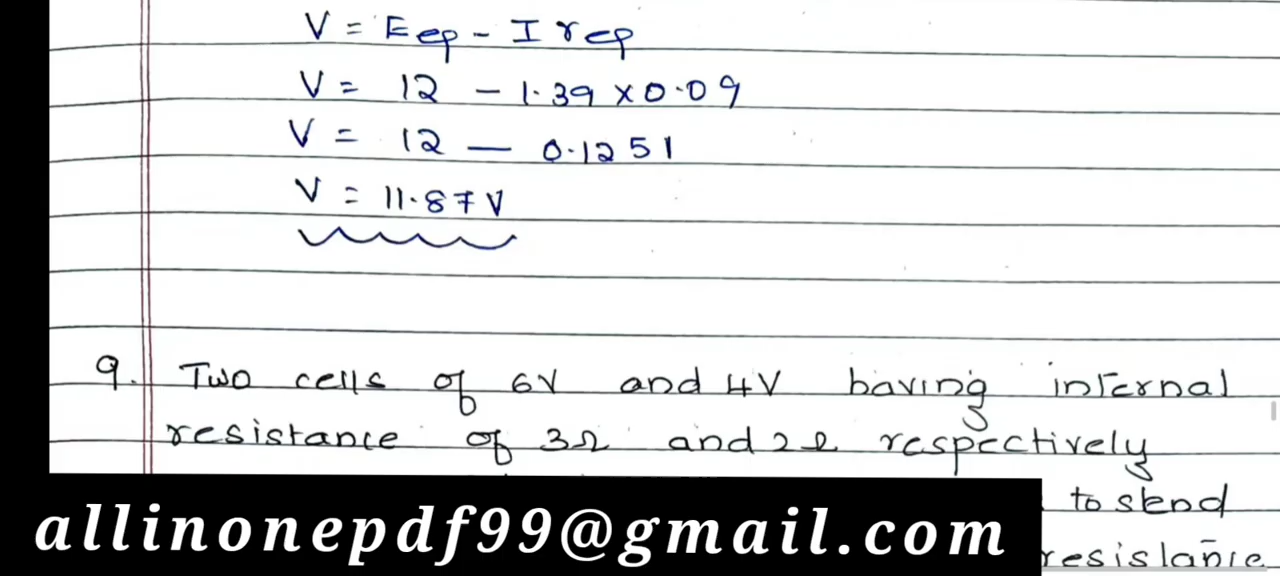 V = Eep - I rep
V = 12 - 1.39 x 0.09
V = 12 - 0.1251
V = 11.87 V
9. Two cells of 6V and 4V having internal
resistance of 3Ω and 2Ω respectively
to send
allinonepdf99@gmail.com
resistance